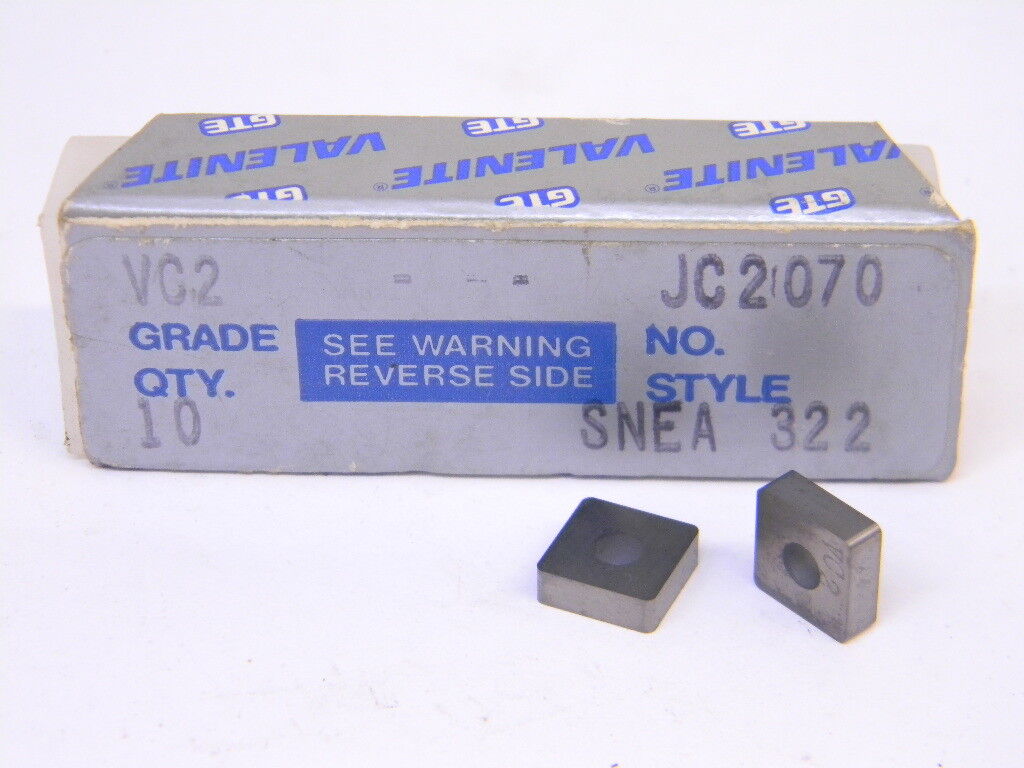 GTE GTE GTE
VALENITE VALENITE® VALENITE®
GTE GTE GTE
VC2 - - - JC2070
GRADE SEE WARNING NO.
QTY. REVERSE SIDE STYLE
10 SNEA 322